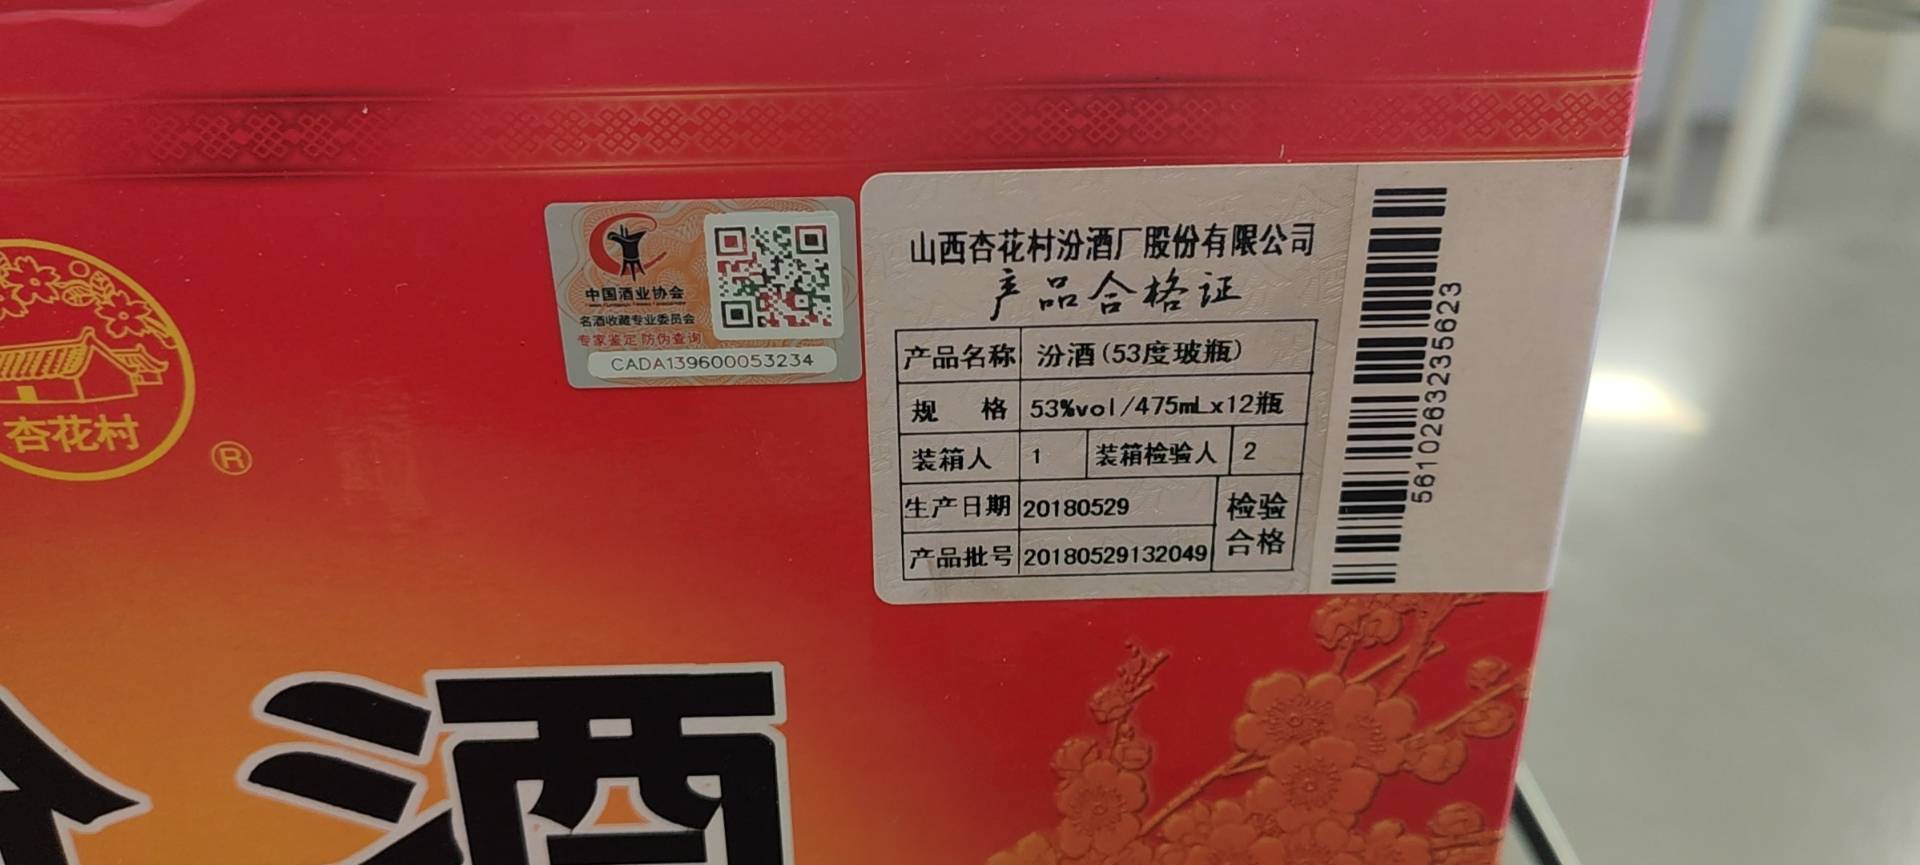 杏花村
®
中国酒业协会
名酒收藏专业委员会
专家鉴定 防伪查询
CADA139600053234
山西杏花村汾酒厂股份有限公司
产品合格证
产品名称 汾酒(53度玻瓶)
规 格 53%vol/475mLx12瓶
装箱人 1 装箱检验人 2
生产日期 20180529 检验
产品批号 20180529132049 合格
5610263235623
酒